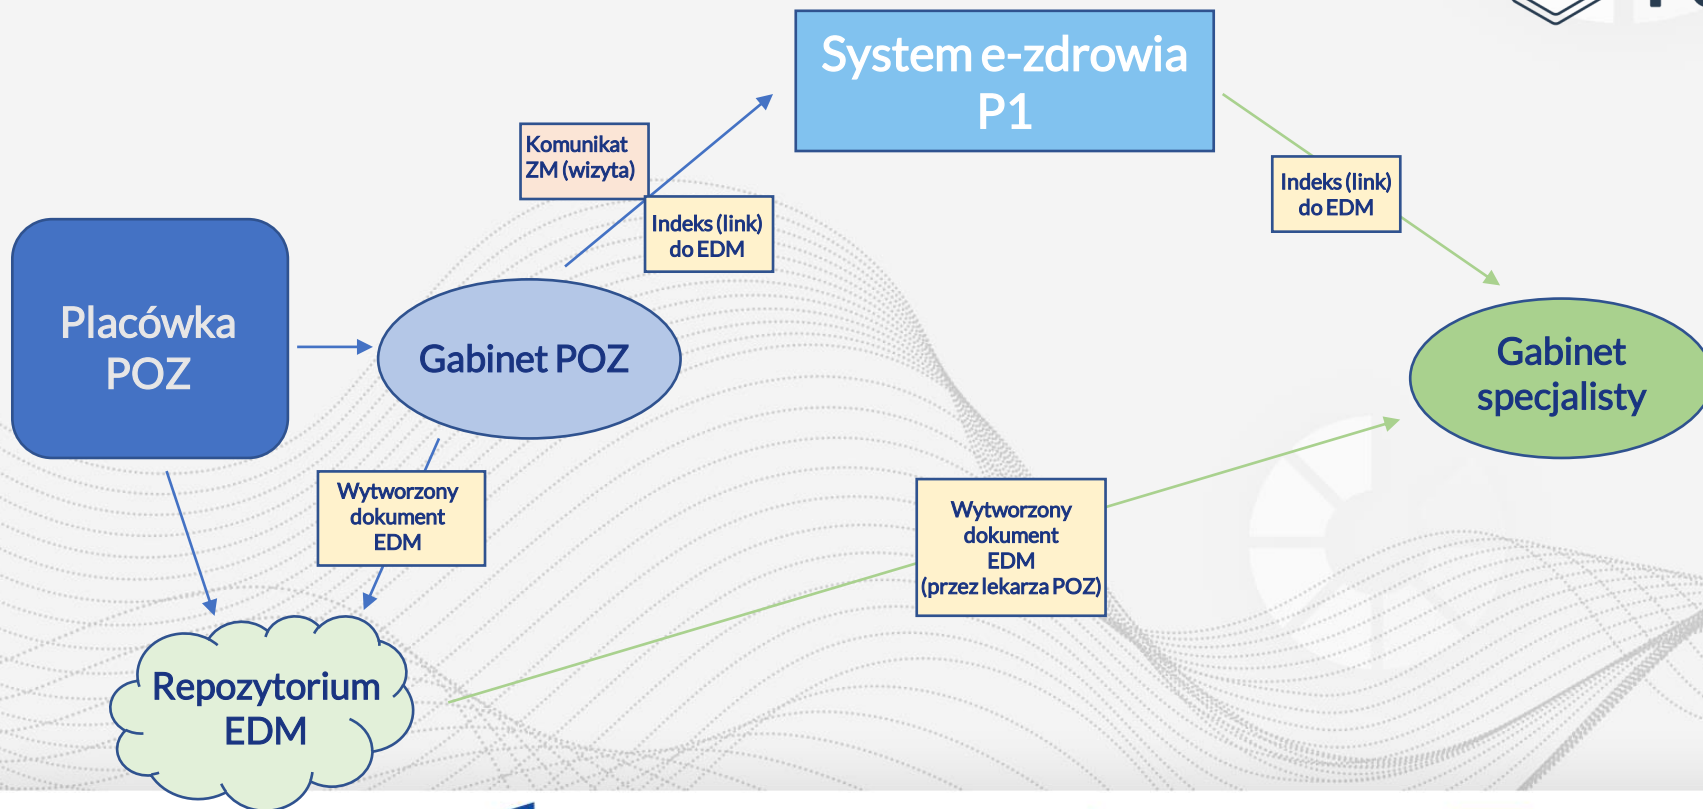 System e-zdrowia
P1
Komunikat
ZM (wizyta)
Indeks (link)
do EDM
Indeks (link)
do EDM
Placówka
POZ
Gabinet POZ
Gabinet
specjalisty
Wytworzony
dokument
EDM
Wytworzony
dokument
EDM
(przez lekarza POZ)
Repozytorium
EDM